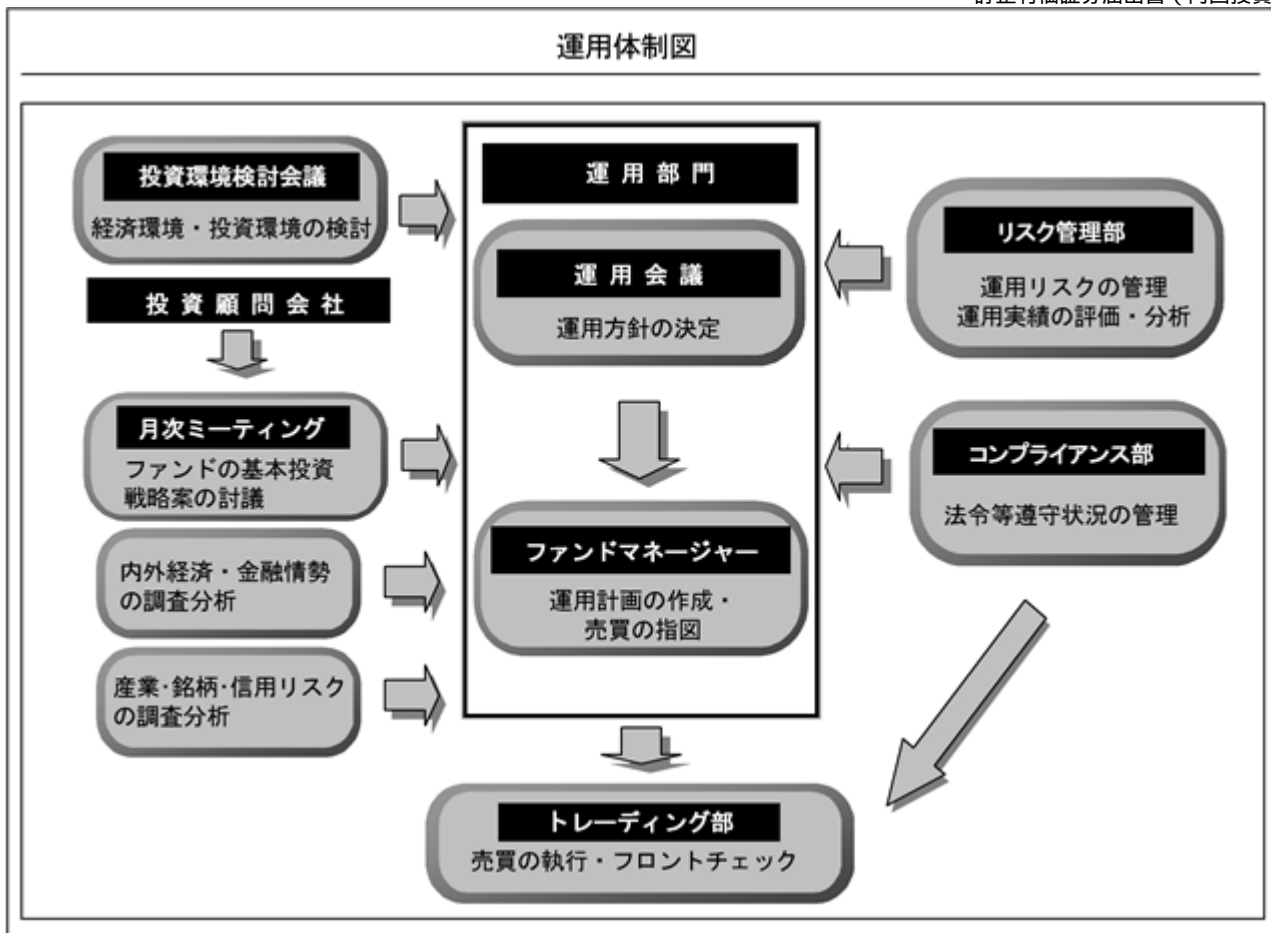 運用体制図
投資環境検討会議
経済環境・投資環境の検討
投資顧問会社
月次ミーティング
ファンドの基本投資
戦略案の討議
内外経済・金融情勢
の調査分析
産業・銘柄・信用リスク
の調査分析
運用部門
運用会議
運用方針の決定
ファンドマネージャー
運用計画の作成・
売買の指図
リスク管理部
運用リスクの管理
運用実績の評価・分析
コンプライアンス部
法令等遵守状況の管理
トレーディング部
売買の執行・フロントチェック